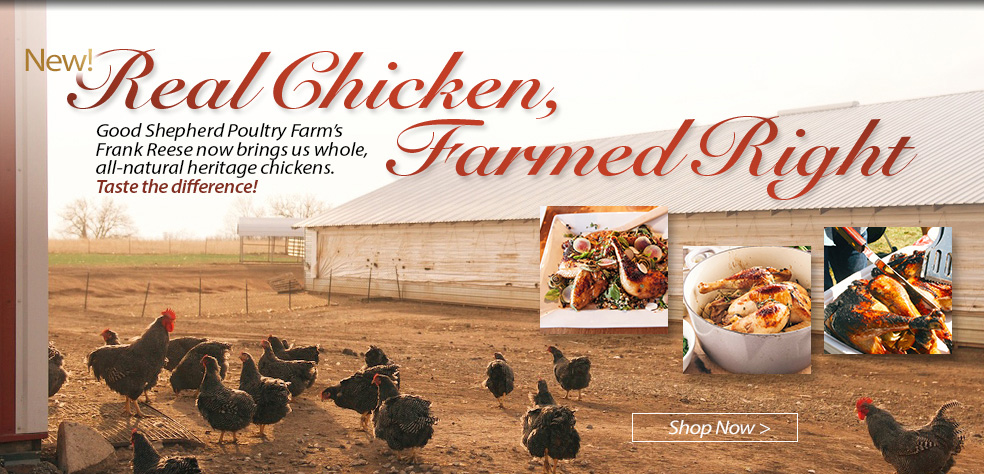 New!
Real Chicken,
Farmed Right
Good Shepherd Poultry Farm's
Frank Reese now brings us whole,
all-natural heritage chickens.
Taste the difference!
Shop Now >